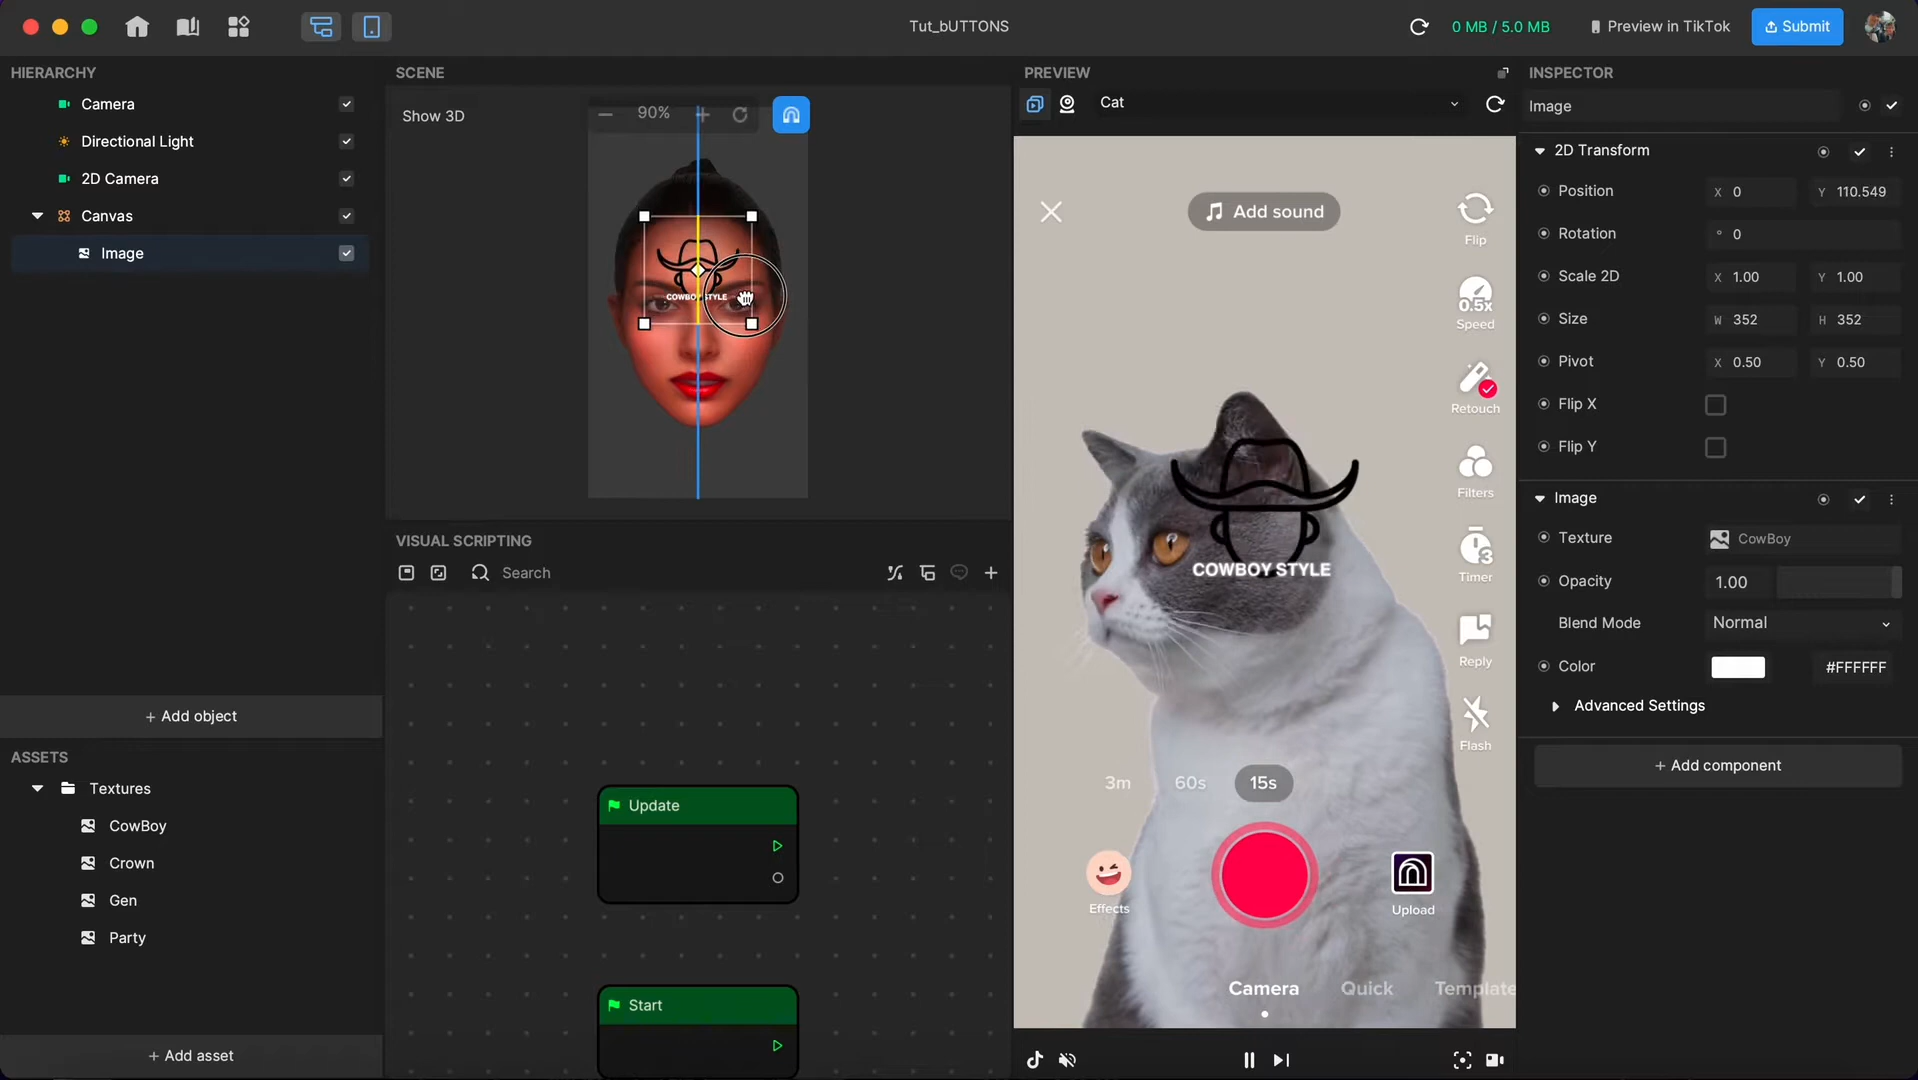 Tut_bUTTONS
0 MB / 5.0 MB
Preview in TikTok
Submit
HIERARCHY
Camera
Directional Light
2D Camera
Canvas
Image
+ Add object
ASSETS
Textures
CowBoy
Crown
Gen
Party
+ Add asset
SCENE
Show 3D
90%
COWBOY STYLE
VISUAL SCRIPTING
Search
Update
Start
PREVIEW
Cat
Add sound
Flip
0.5x
Speed
Retouch
Filters
3
Timer
Reply
Flash
COWBOY STYLE
3m 60s 15s
Effects
Upload
Camera Quick Template
INSPECTOR
Image
2D Transform
Position X 0 Y 110.549
Rotation ° 0
Scale 2D X 1.00 Y 1.00
Size W 352 H 352
Pivot X 0.50 Y 0.50
Flip X
Flip Y
Image
Texture CowBoy
Opacity 1.00
Blend Mode Normal
Color #FFFFFF
Advanced Settings
+ Add component